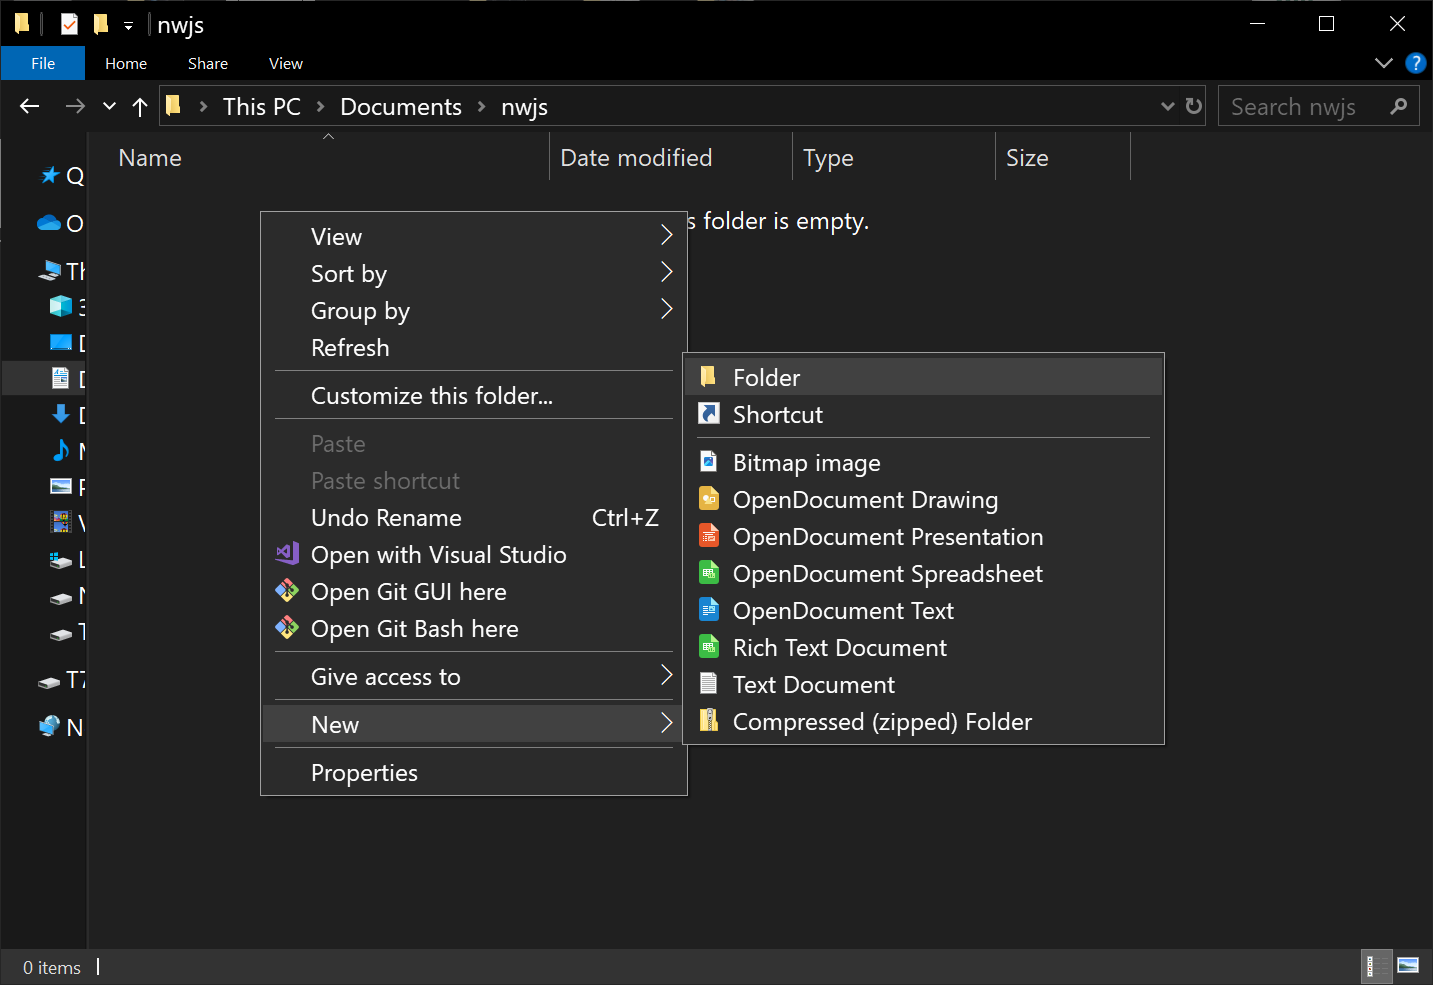 nwjs
File Home Share View
?
This PC Documents nwjs
Search nwjs
Name Date modified Type Size
folder is empty.
View
Sort by
Group by
Refresh
Customize this folder...
Paste
Paste shortcut
Undo Rename Ctrl+Z
Open with Visual Studio
Open Git GUI here
Open Git Bash here
Give access to
New
Properties
Folder
Shortcut
Bitmap image
OpenDocument Drawing
OpenDocument Presentation
OpenDocument Spreadsheet
OpenDocument Text
Rich Text Document
Text Document
Compressed (zipped) Folder
0 items